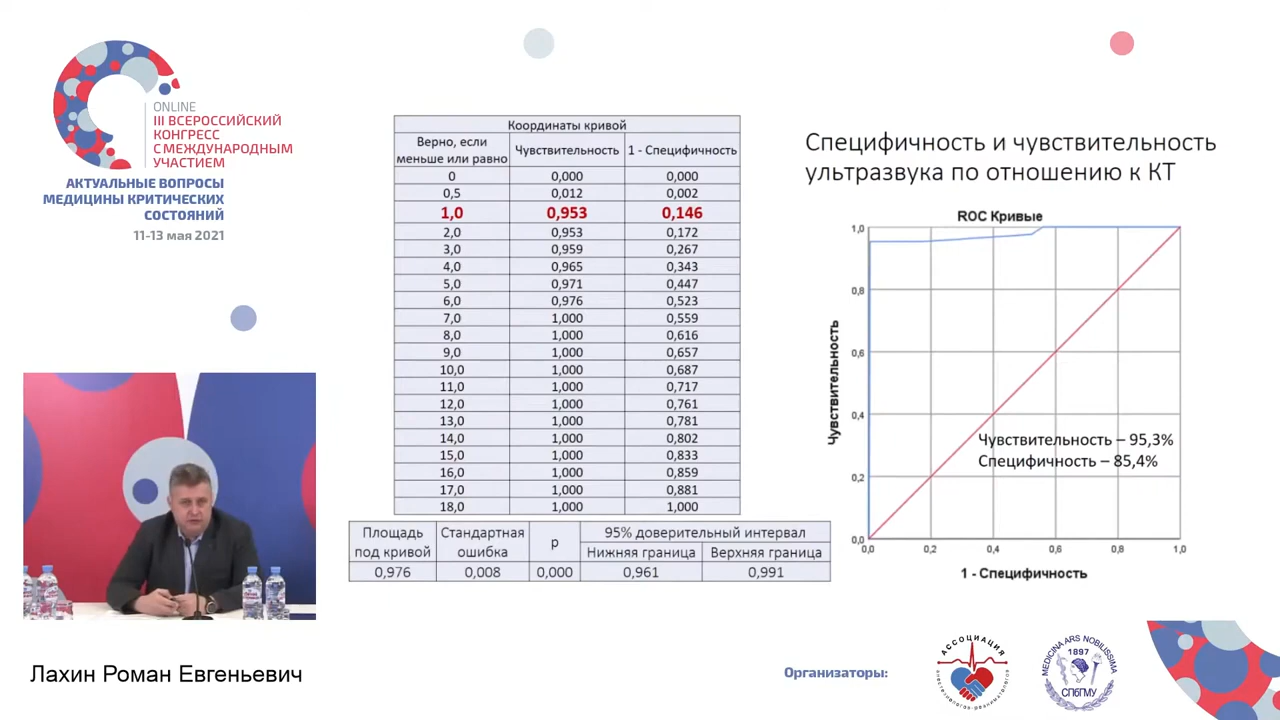 ONLINE
III ВСЕРОССИЙСКИЙ
КОНГРЕСС
С МЕЖДУНАРОДНЫМ
УЧАСТИЕМ
АКТУАЛЬНЫЕ ВОПРОСЫ
МЕДИЦИНЫ КРИТИЧЕСКИХ
СОСТОЯНИЙ
11-13 мая 2021
Координаты кривой
Верно, если меньше или равно Чувствительность 1 - Специфичность
0 0,000 0,000
0,5 0,012 0,002
1,0 0,953 0,146
2,0 0,953 0,172
3,0 0,959 0,267
4,0 0,965 0,343
5,0 0,971 0,447
6,0 0,976 0,523
7,0 1,000 0,559
8,0 1,000 0,616
9,0 1,000 0,657
10,0 1,000 0,687
11,0 1,000 0,717
12,0 1,000 0,761
13,0 1,000 0,781
14,0 1,000 0,802
15,0 1,000 0,833
16,0 1,000 0,859
17,0 1,000 0,881
18,0 1,000 1,000
Площадь под кривой Стандартная ошибка p 95% доверительный интервал
Нижняя граница Верхняя граница
0,976 0,008 0,000 0,961 0,991
Специфичность и чувствительность
ультразвука по отношению к КТ
ROC Кривые
Чувствительность
1,0
0,8
0,6
0,4
0,2
0,0
Чувствительность – 95,3%
Специфичность – 85,4%
0,0 0,2 0,4 0,6 0,8 1,0
1 - Специфичность
Лахин Роман Евгеньевич
Организаторы:
АССОЦИАЦИЯ
анестезиологов-реаниматологов
MEDICINA ARS NOBILISSIMA
1897
СПбГМУ